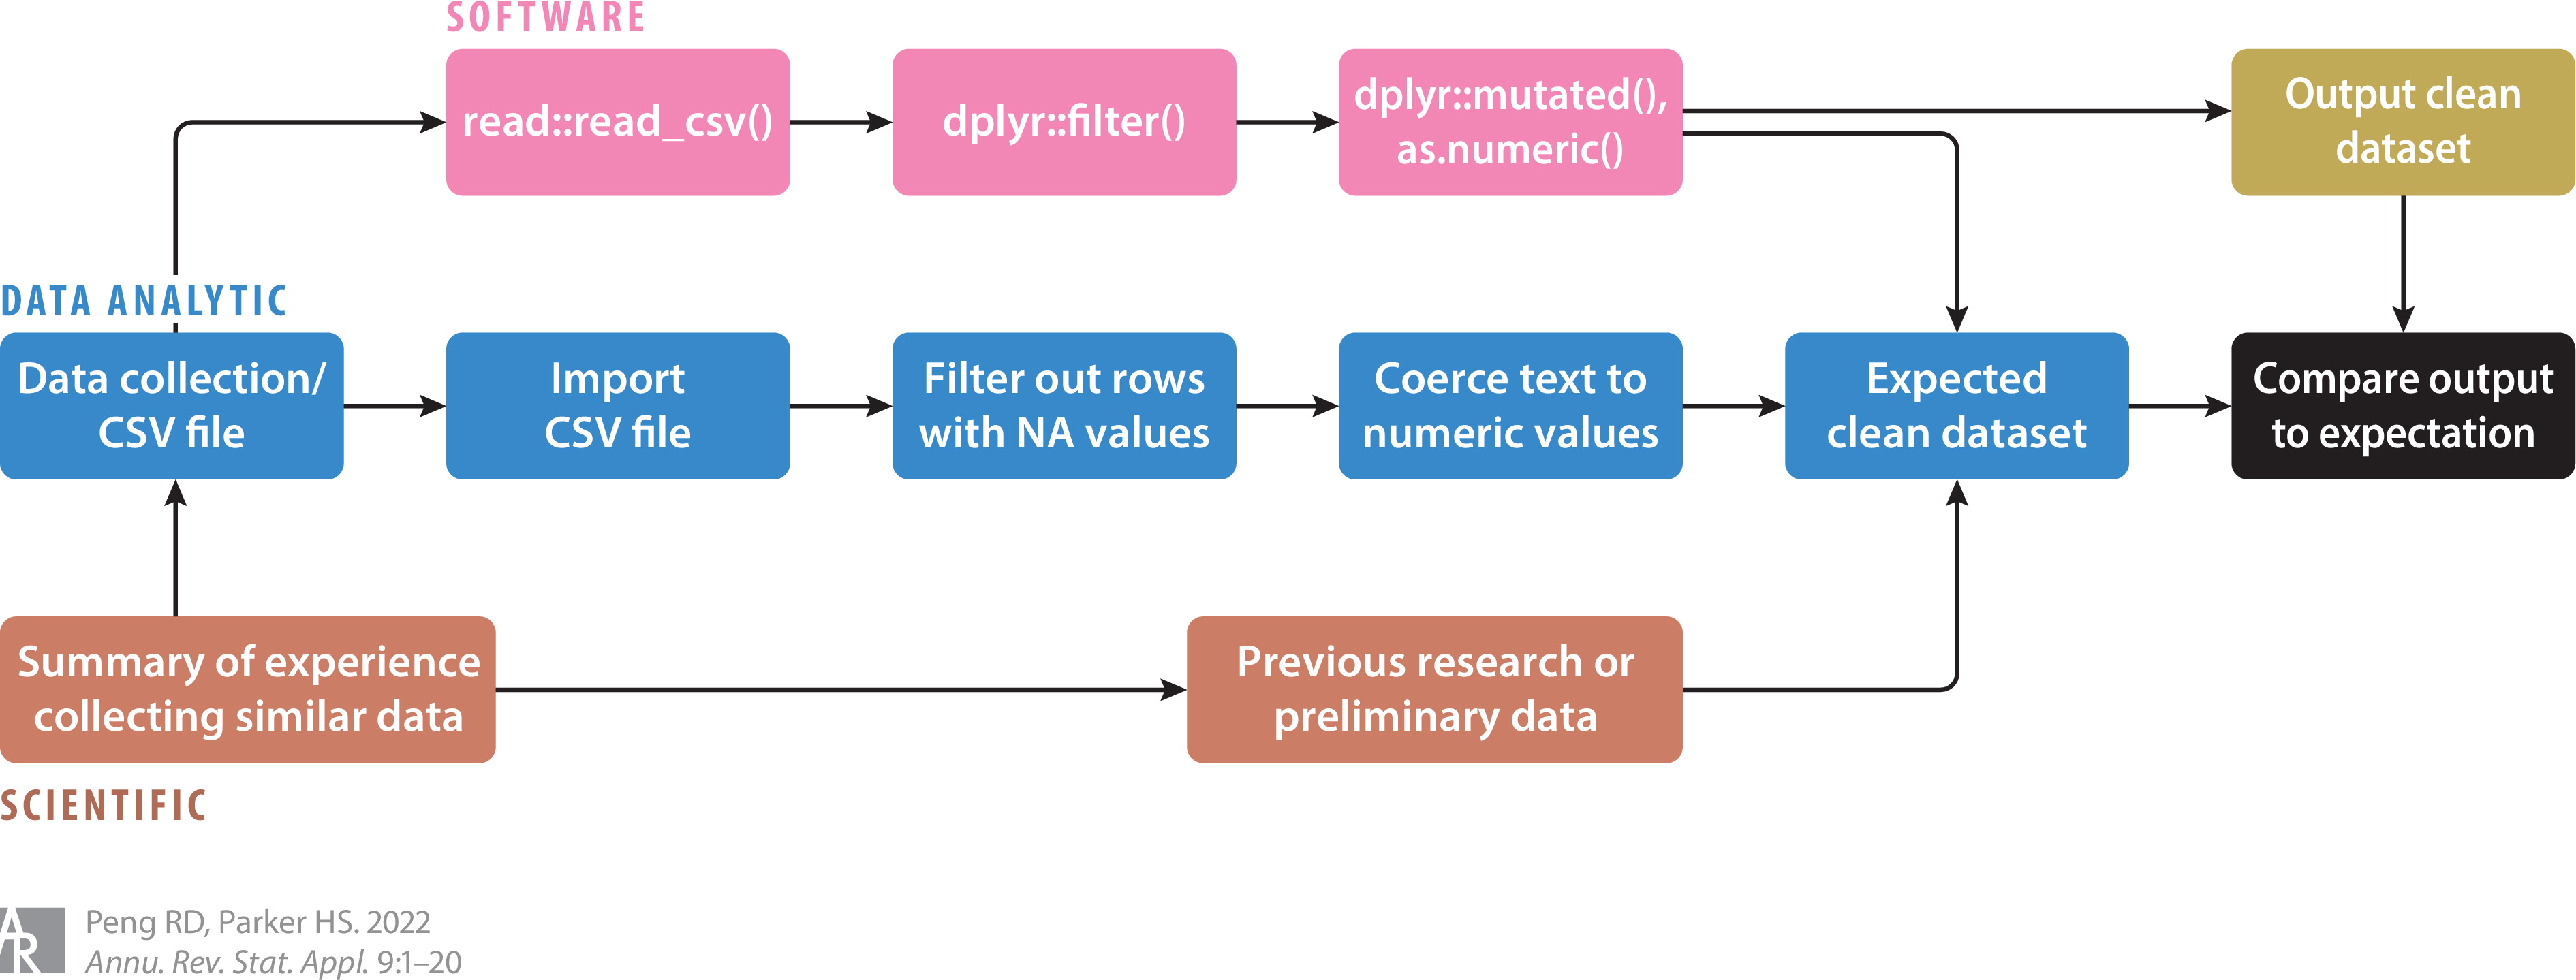 SOFTWARE
read::read_csv()
dplyr::filter()
dplyr::mutated(),
as.numeric()
Output clean
dataset
DATA ANALYTIC
Data collection/
CSV file
Import
CSV file
Filter out rows
with NA values
Coerce text to
numeric values
Expected
clean dataset
Compare output
to expectation
Summary of experience
collecting similar data
Previous research or
preliminary data
SCIENTIFIC
AR
Peng RD, Parker HS. 2022
Annu. Rev. Stat. Appl. 9:1–20